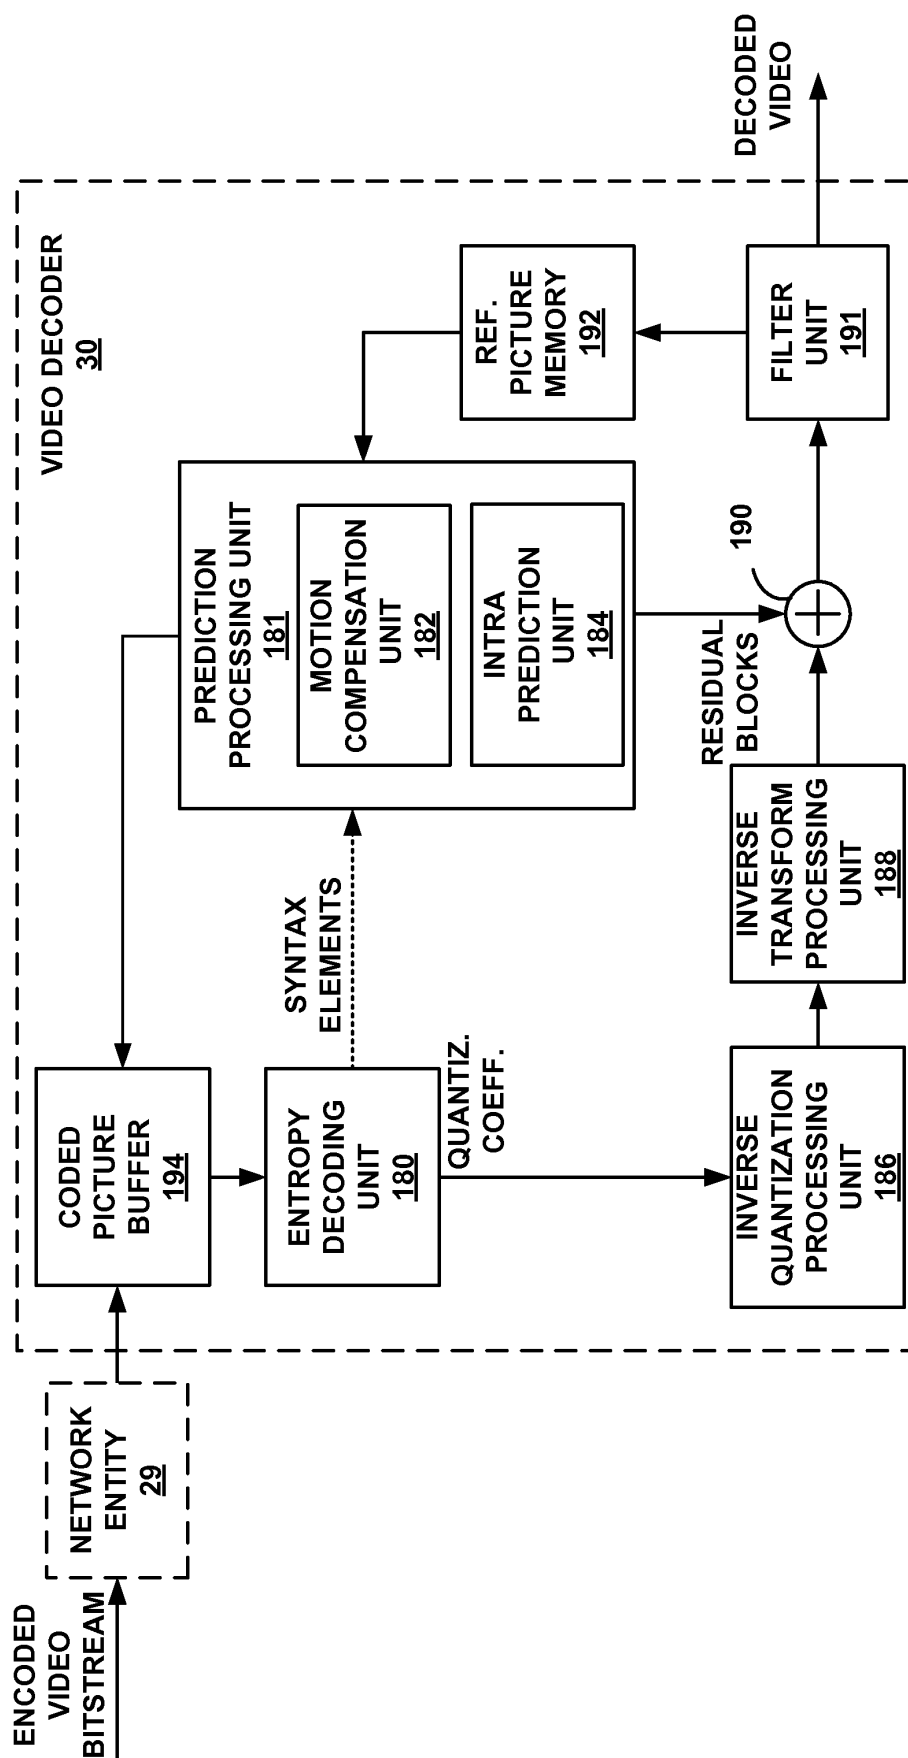 ENCODED
VIDEO
BITSTREAM
NETWORK
ENTITY
29
VIDEO DECODER
30
CODED
PICTURE
BUFFER
194
ENTROPY
DECODING
UNIT
180
SYNTAX
ELEMENTS
QUANTIZ.
COEFF.
PREDICTION
PROCESSING UNIT
181
MOTION
COMPENSATION
UNIT
182
INTRA
PREDICTION
UNIT
184
REF.
PICTURE
MEMORY
192
INVERSE
QUANTIZATION
PROCESSING
UNIT
186
INVERSE
TRANSFORM
PROCESSING
UNIT
188
RESIDUAL
BLOCKS
190
FILTER
UNIT
191
DECODED
VIDEO